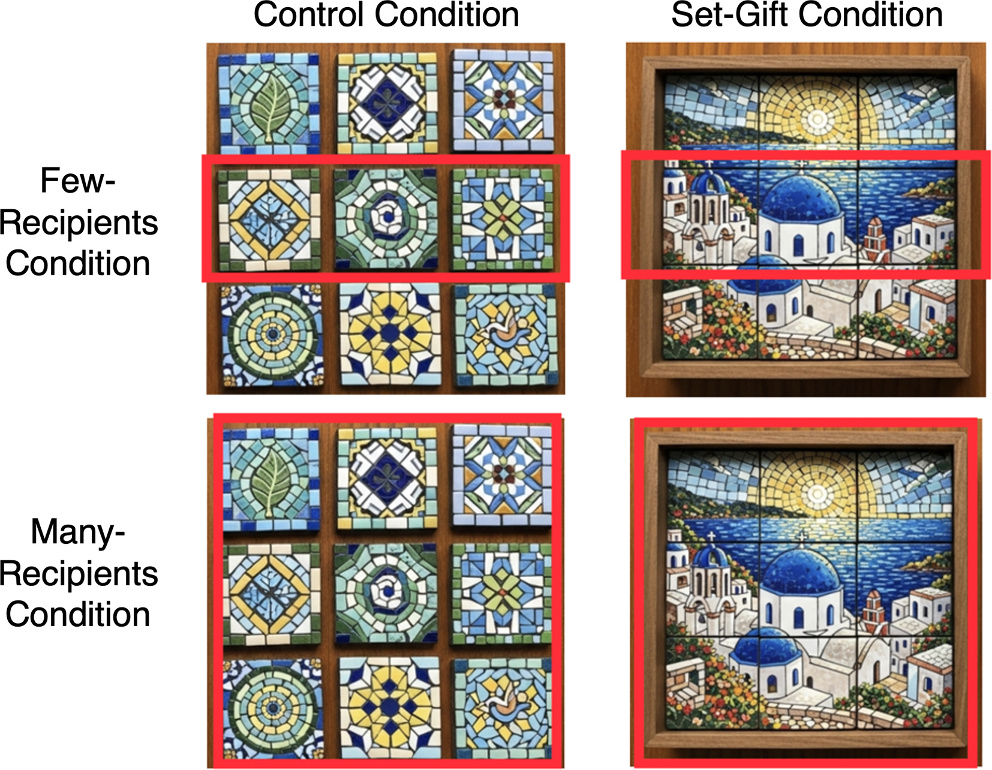 Control Condition
Set-Gift Condition
Few-
Recipients
Condition
Many-
Recipients
Condition